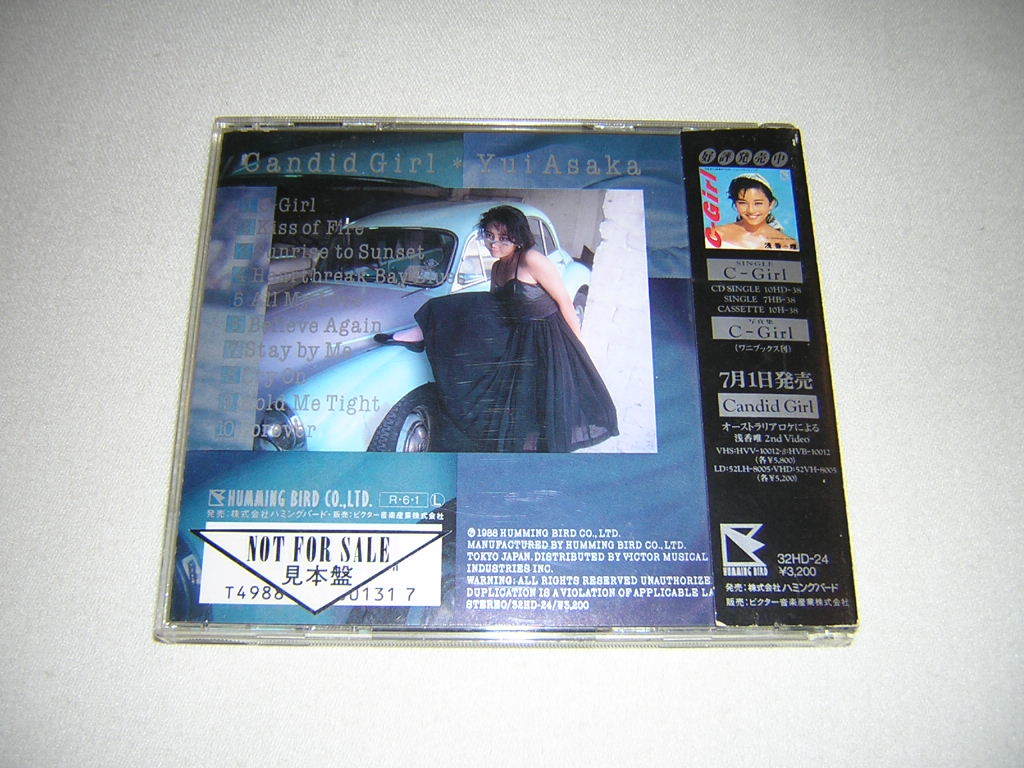 Candid Girl * Yui Asaka
C-Girl
Kiss of Fire
Sunrise to Sunset
4 Heartbreak Bay Blues
5 All
Believe Again
Stay by Me
Cry On
Hold Me Tight
10 Forever
HUMMING BIRD CO.,LTD. R・6・1 L
発売:株式会社ハミングバード・販売:ビクター音楽産業株式会社
NOT FOR SALE
見本盤
T4988 0131 7
℗1988 HUMMING BIRD CO.,LTD.
MANUFACTURED BY HUMMING BIRD CO.,LTD.
TOKYO JAPAN. DISTRIBUTED BY VICTOR MUSICAL
INDUSTRIES INC.
WARNING: ALL RIGHTS RESERVED UNAUTHORIZE
DUPLICATION IS A VIOLATION OF APPLICABLE LA
STEREO/32HD-24/¥3,200
好評発売中
C-Girl
浅香唯
SINGLE
C-Girl
CD SINGLE 10HD-38
SINGLE 7HB-38
CASSETTE 10H-38
写真集
C-Girl
(ワニブックス刊)
7月1日発売
Candid Girl
オーストラリアロケによる
浅香唯 2nd Video
VHS:HVV-10012・β:HVB-10012
(各¥5,800)
LD:52LH-8005・VHD:52VH-8005
(各¥5,200)
HUMMING BIRD
32HD-24
¥3,200
発売:株式会社ハミングバード
販売:ビクター音楽産業株式会社